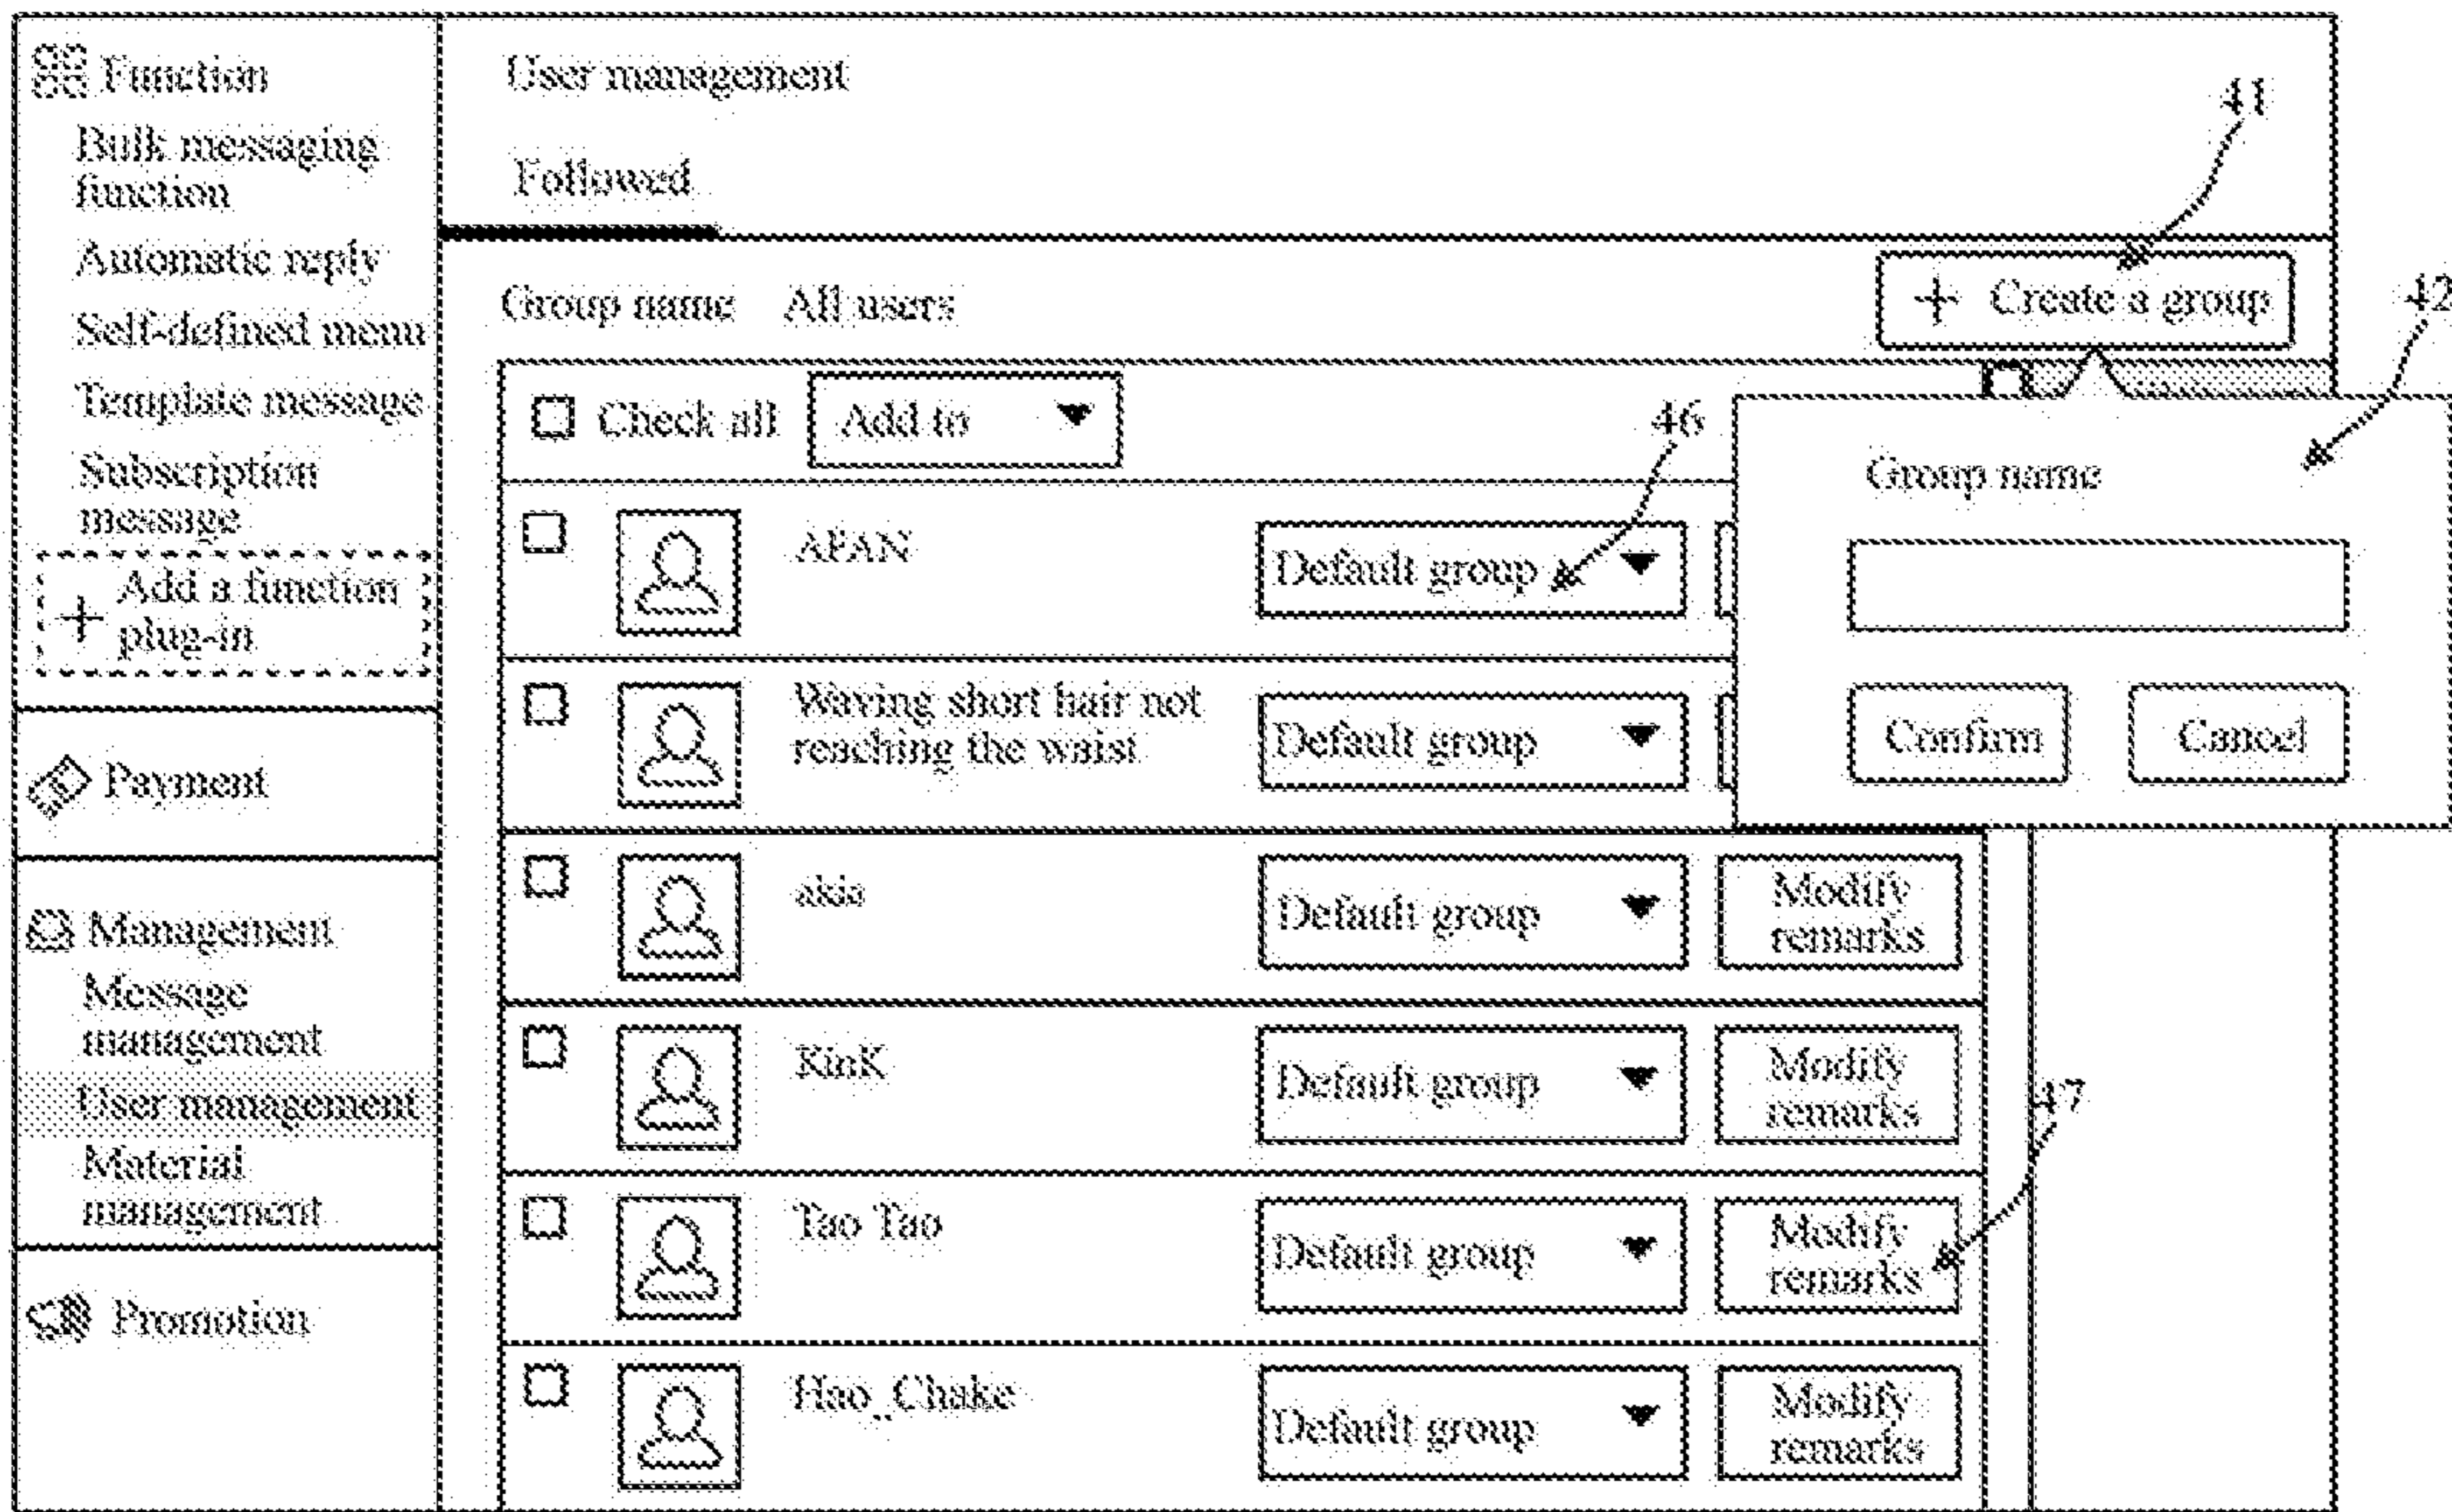 Function
Bulk messaging
function
Automatic reply
Self-defined menu
Template message
Subscription
message
+ Add a function
plug-in
Payment
Management
Message
management
User management
Material
management
Promotion
User management
Followed
41
Group name All users
+ Create a group
42
Check all Add to
46
Group name
Confirm Cancel
AFAN Default group
Waving short hair not
reaching the waist
Default group
akis Default group
Modify
remarks
KinK Default group
Modify
remarks
47
Tao Tao Default group
Modify
remarks
Hao_Chake Default group
Modify
remarks